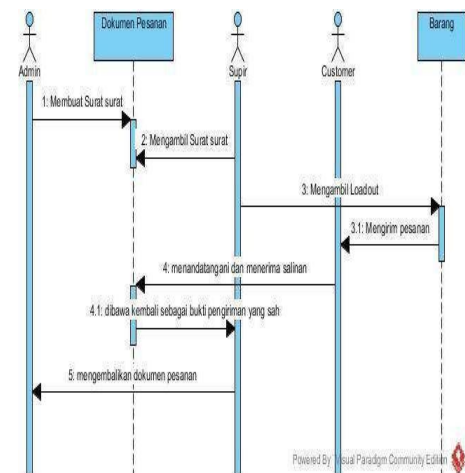 Dokumen Pesanan
Barang
Admin
Supir
Customer
1: Membuat Surat surat
2: Mengambil Surat surat
3: Mengambil Loadout
3.1: Mengirim pesanan
4: menandatangani dan menerima salinan
4.1: dibawa kembali sebagai bukti pengiriman yang sah
5: mengembalikan dokumen pesanan
Powered By Visual Paradigm Community Edition